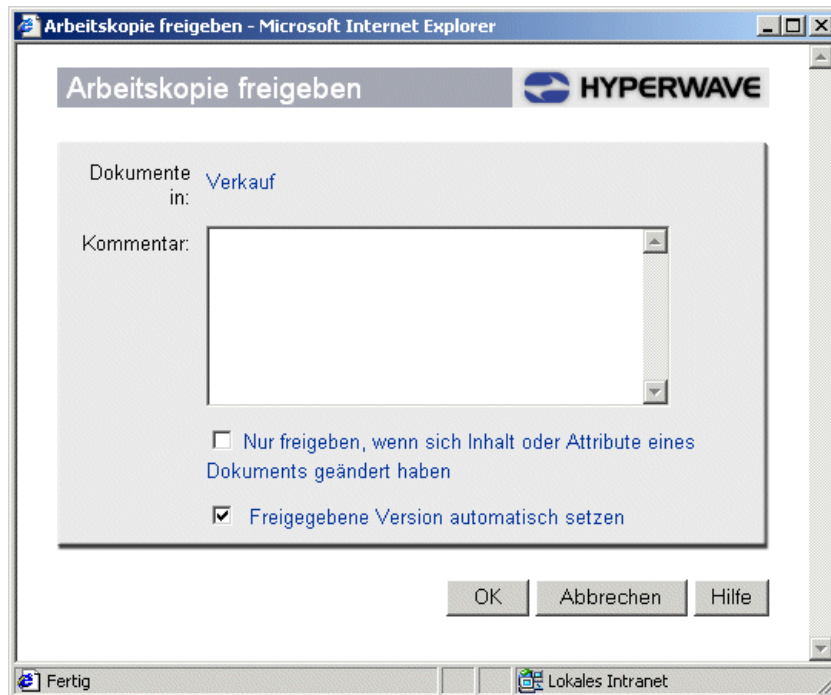 Arbeitskopie freigeben - Microsoft Internet Explorer
Arbeitskopie freigeben HYPERWAVE
Dokumente
in: Verkauf
Kommentar:
Nur freigeben, wenn sich Inhalt oder Attribute eines
Dokuments geändert haben
Freigegebene Version automatisch setzen
OK Abbrechen Hilfe
Fertig Lokales Intranet